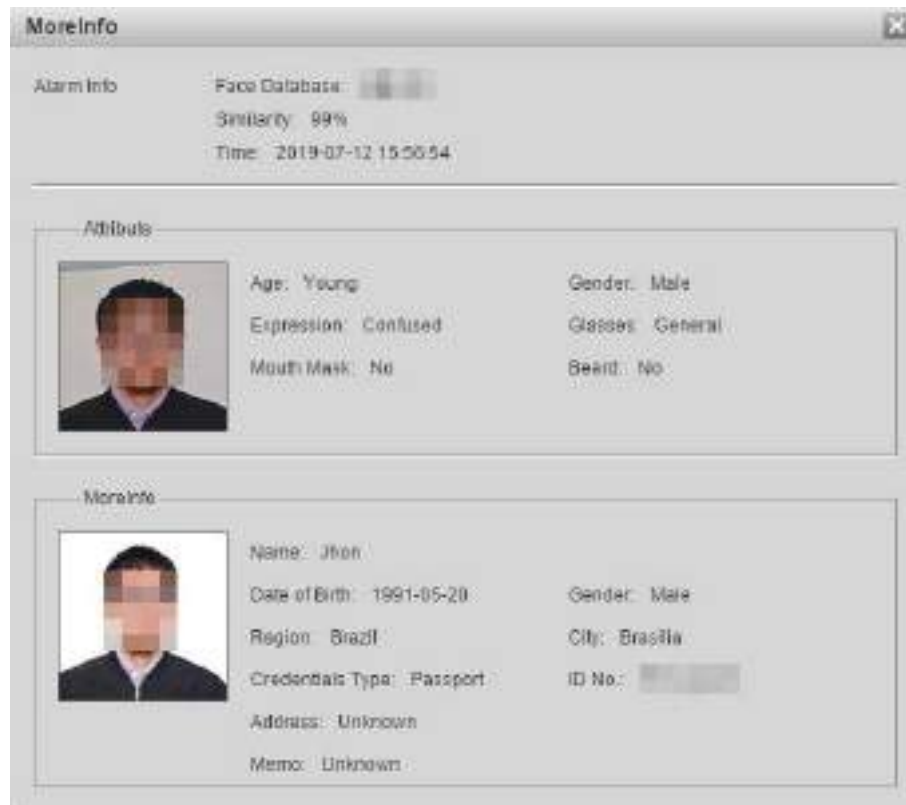 MoreInfo
Alarm Info Face Database:
Similarity: 99%
Time: 2019-07-12 15:56:54
Attribute
Age: Young Gender: Male
Expression: Confused Glasses: General
Mouth Mask: No Beard: No
MoreInfo
Name: Jhon
Date of Birth: 1991-05-20 Gender: Male
Region: Brazil City: Brasilia
Credentials Type: Passport ID No.:
Address: Unknown
Memo: Unknown